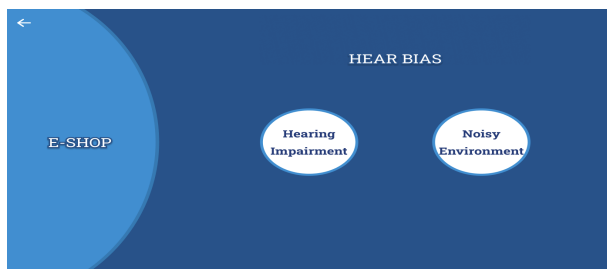 E-SHOP
HEAR BIAS
Hearing
Impairment
Noisy
Environment